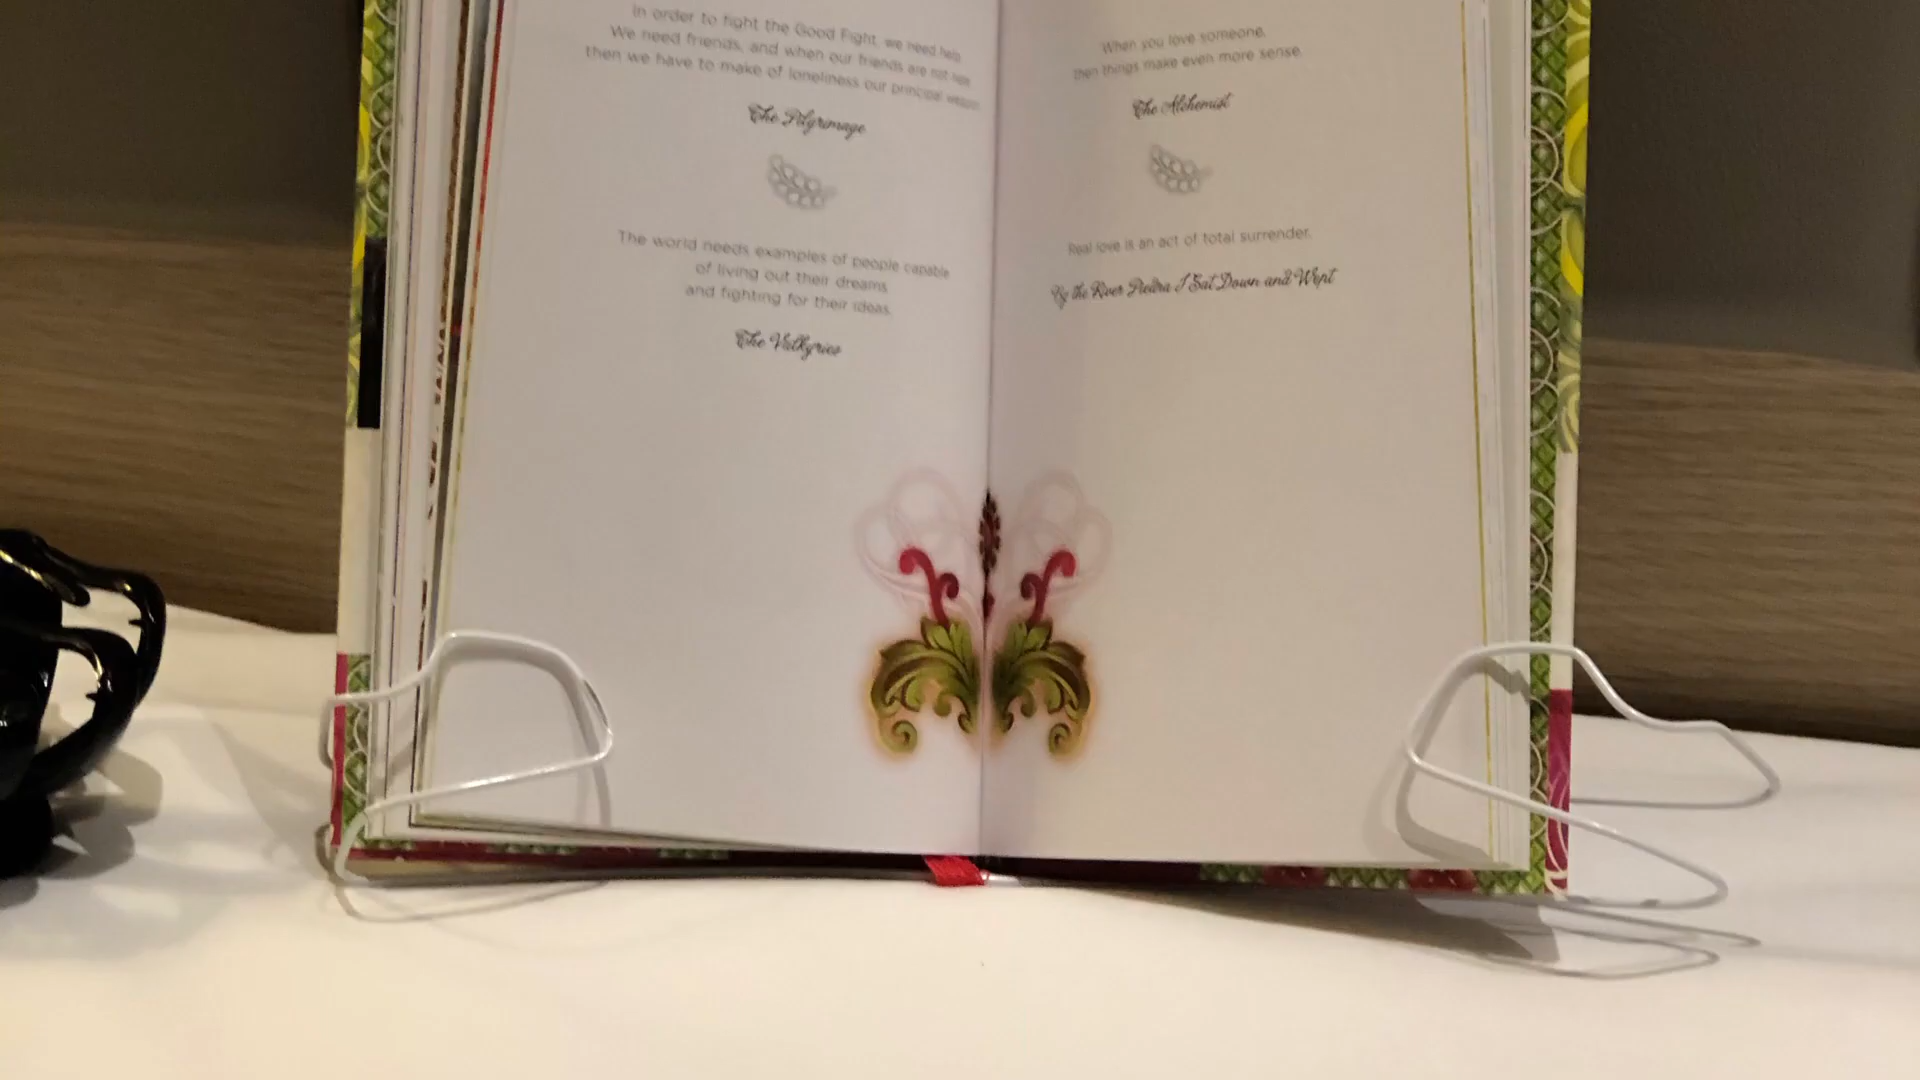 In order to fight the Good Fight, we need help.
We need friends, and when our friends are not near
then we have to make of loneliness our principal weapon.
The Pilgrimage
The world needs examples of people capable
of living out their dreams
and fighting for their ideas.
The Valkyries
When you love someone,
then things make even more sense.
The Alchemist
Real love is an act of total surrender.
By the River Piedra I Sat Down and Wept